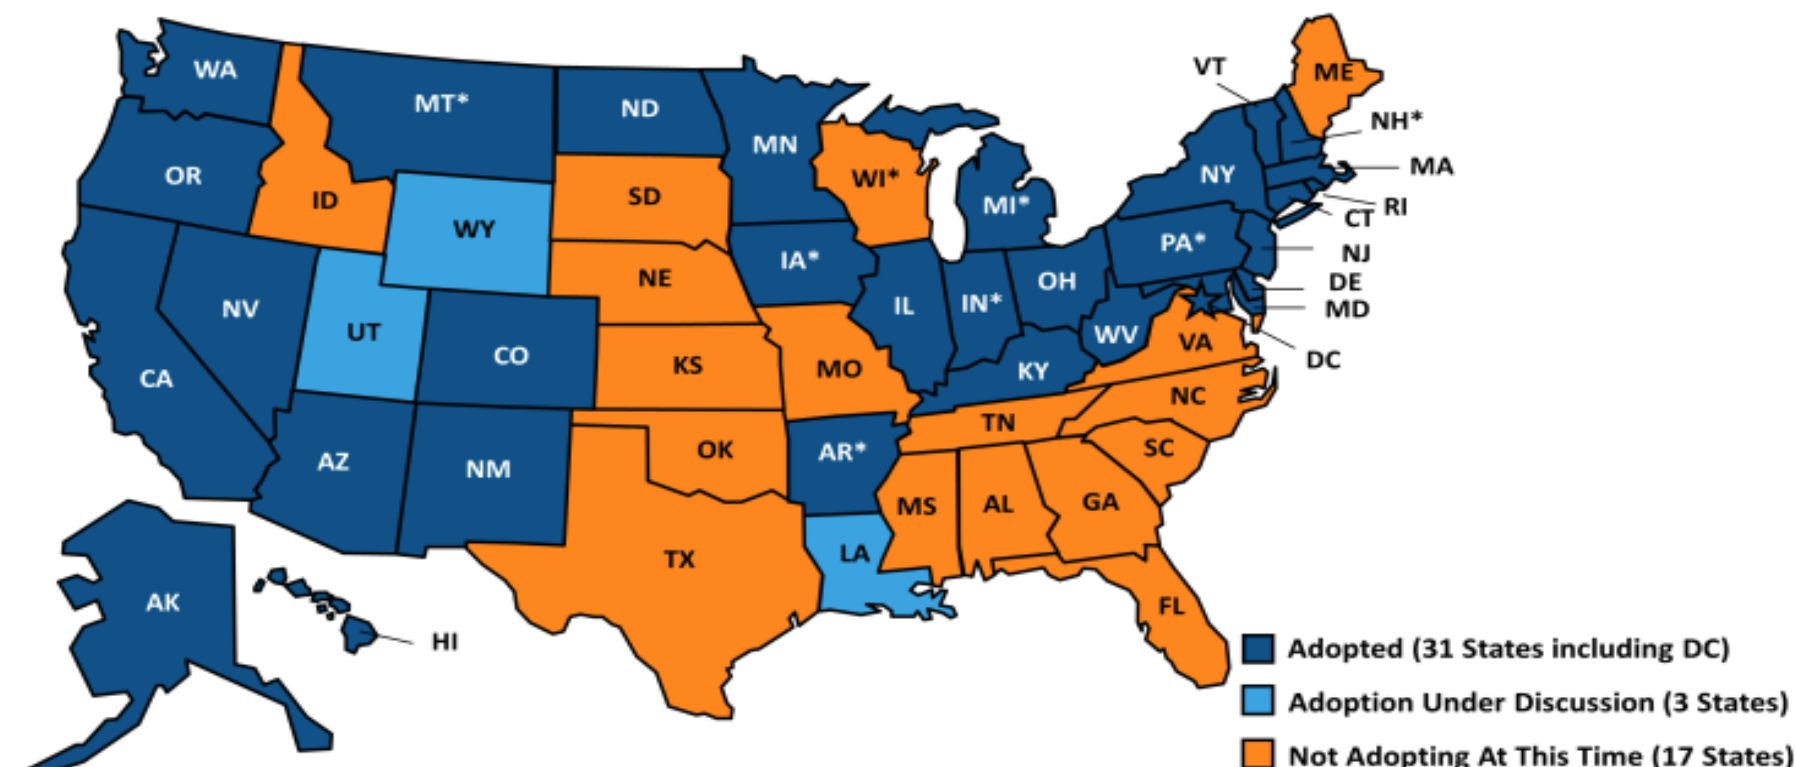 ME
VT
WA
MT*
ND
NH*
MN
MA
OR
ID
SD
WI*
MI*
NY
RI
CT
WY
PA*
NJ
IA*
NE
OH
DE
NV
IL
IN*
MD
UT
CO
WV
VA
DC
CA
KS
MO
KY
NC
TN
AZ
NM
OK
AR*
SC
MS
AL
GA
TX
LA
AK
FL
HI
Adopted (31 States including DC)
Adoption Under Discussion (3 States)
Not Adopting At This Time (17 States)